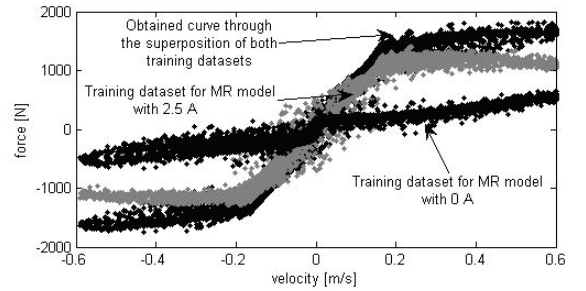 Obtained curve through
the superposition of both
training datasets
Training dataset for MR model
with 2.5 A
Training dataset for MR model
with 0 A
force [N]
2000
1000
0
-1000
-2000
-0.6
-0.4
-0.2
0
0.2
0.4
0.6
velocity [m/s]